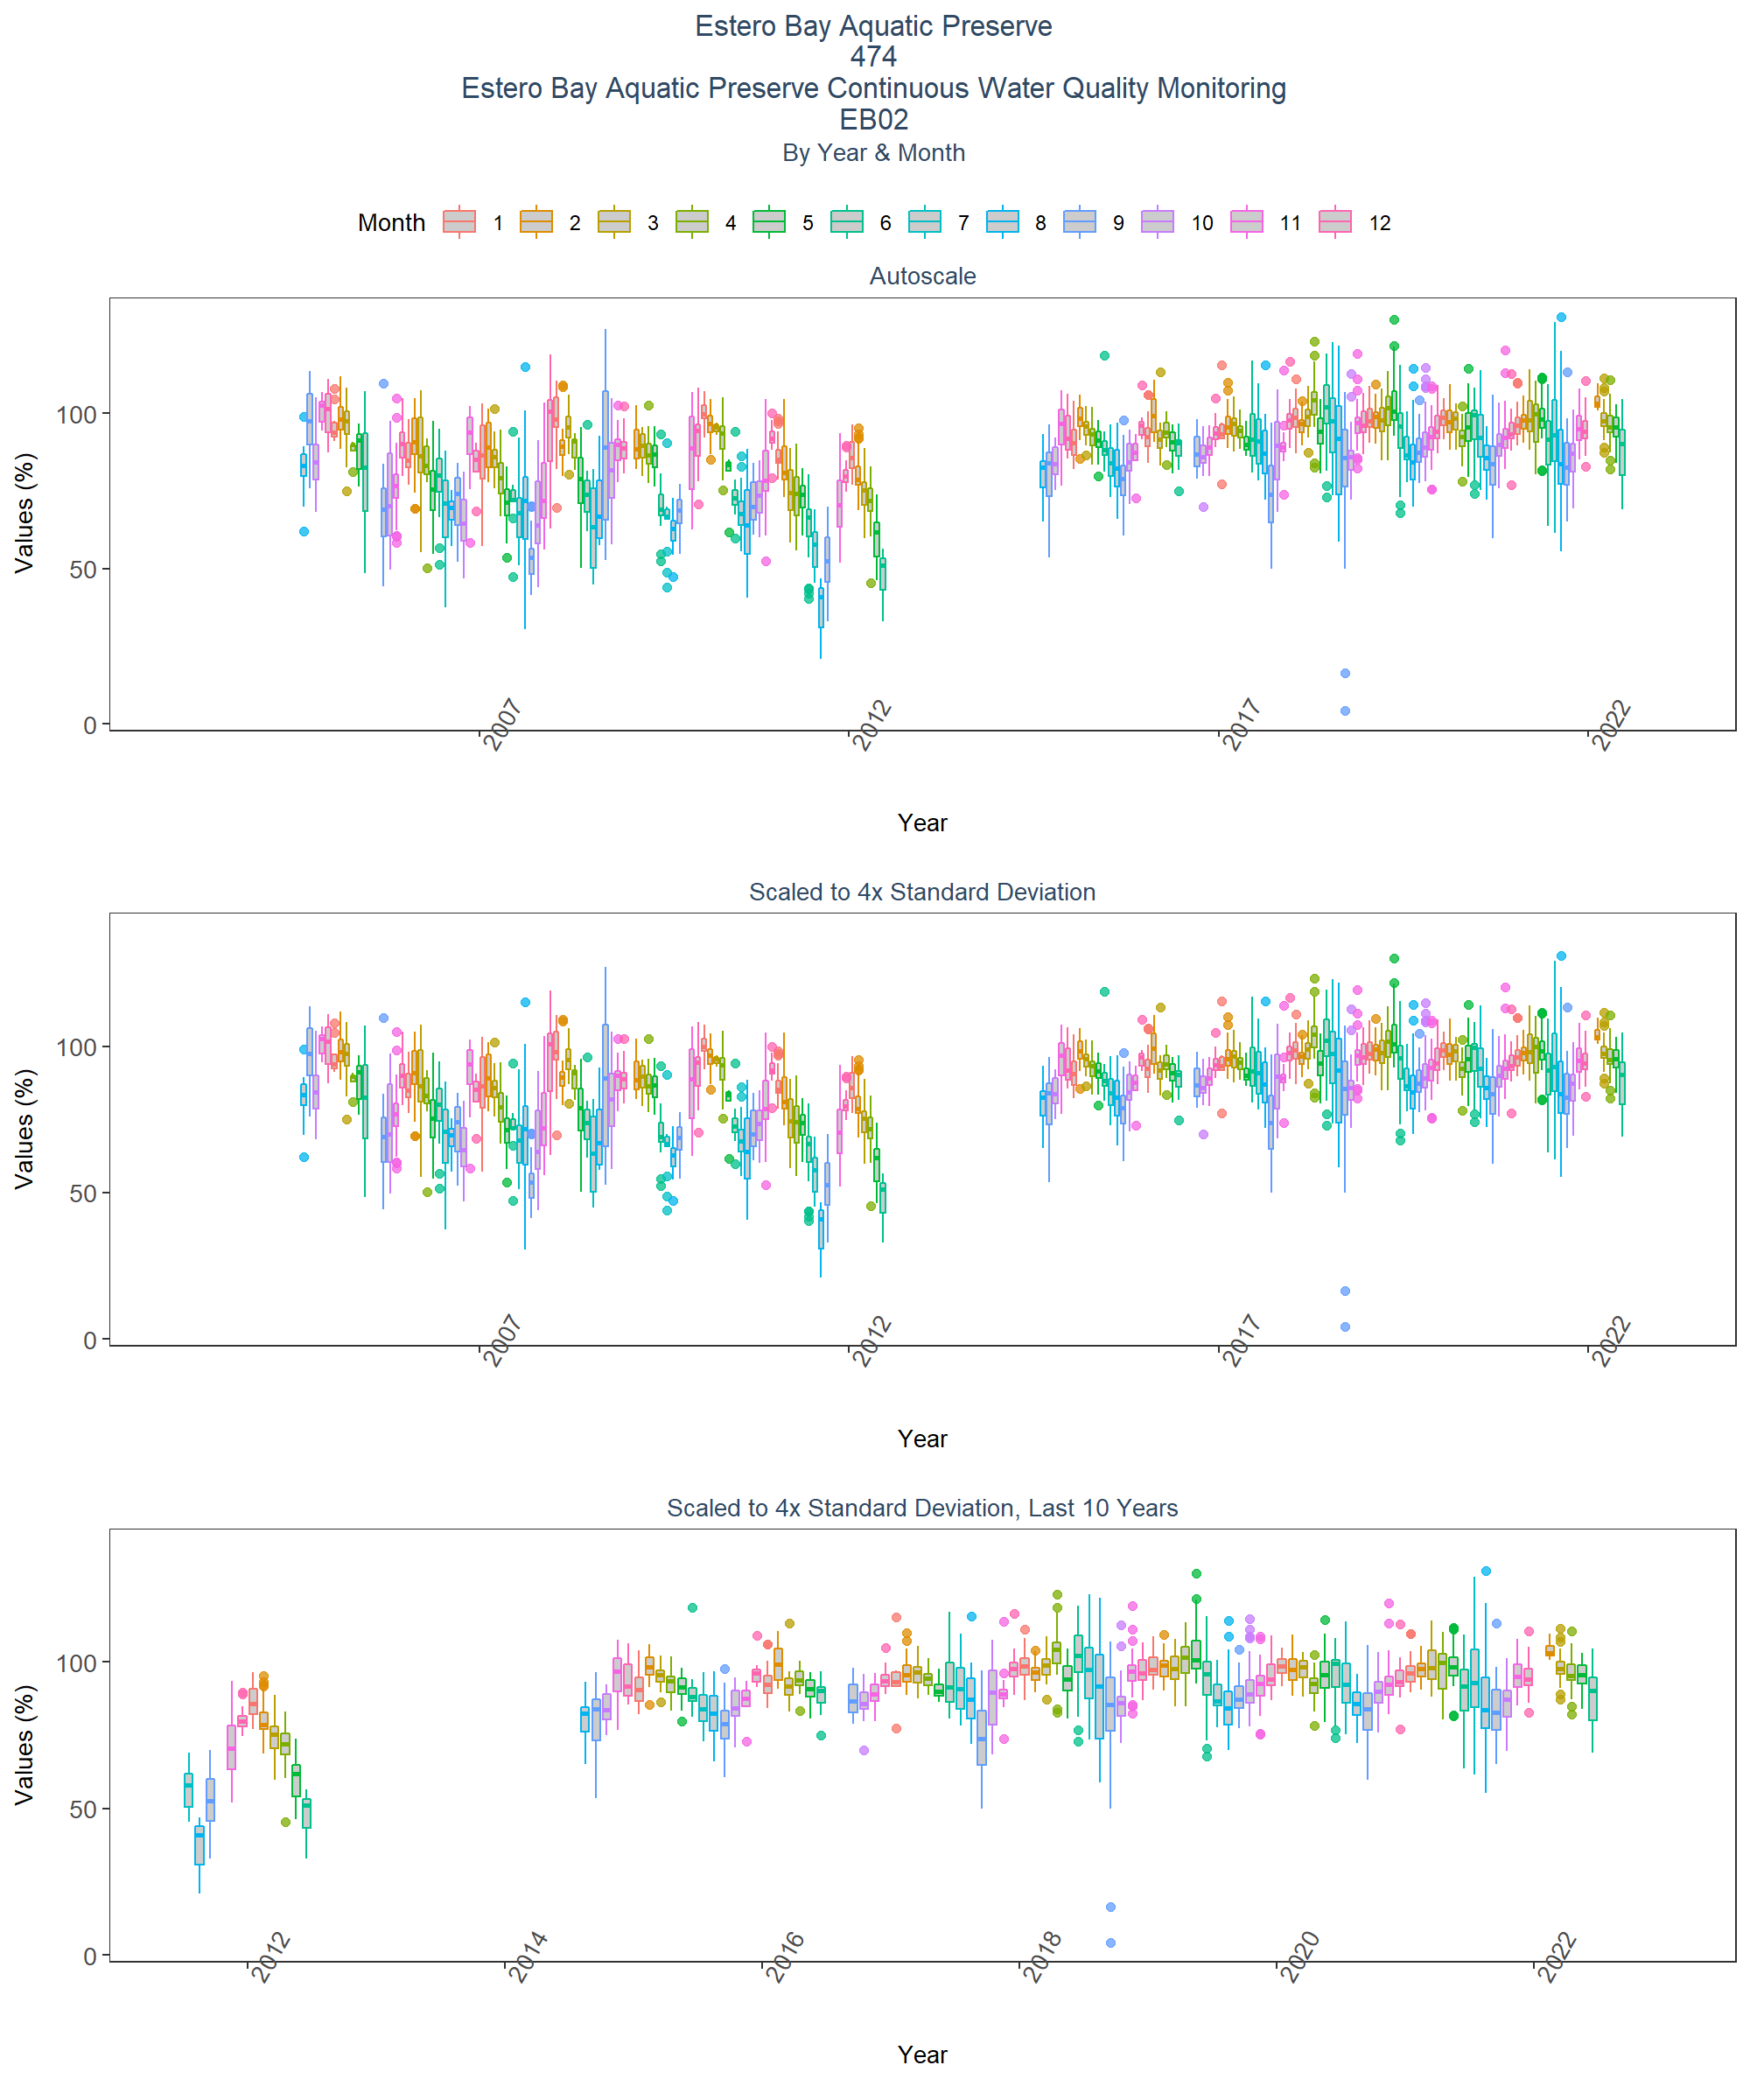 Estero Bay Aquatic Preserve
474
Estero Bay Aquatic Preserve Continuous Water Quality Monitoring
EB02
By Year & Month
Month 1 2 3 4 5 6 7 8 9 10 11 12
Autoscale
Values (%)
100
50
0
2007 2012 2017 2022
Year
Scaled to 4x Standard Deviation
Values (%)
100
50
0
2007 2012 2017 2022
Year
Scaled to 4x Standard Deviation, Last 10 Years
Values (%)
100
50
0
2012 2014 2016 2018 2020 2022
Year